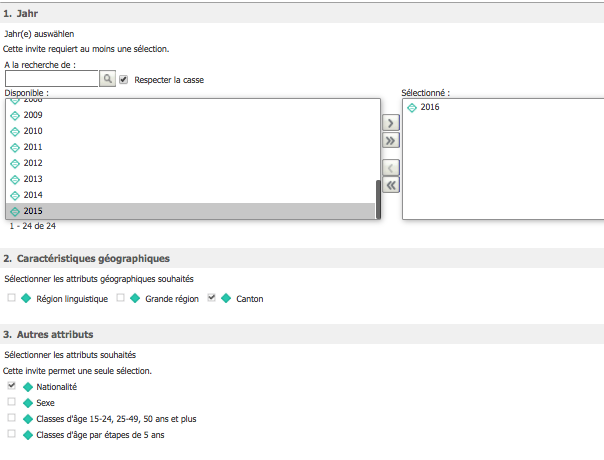 1. Jahr
Jahr(e) auswählen
Cette invite requiert au moins une sélection.
A la recherche de :
Respecter la casse
Disponible :
Sélectionné :
2008
2009
2010
2011
2012
2013
2014
2015
2016
1 - 24 de 24
2. Caractéristiques géographiques
Sélectionner les attributs géographiques souhaités
Région linguistique Grande région Canton
3. Autres attributs
Sélectionner les attributs souhaités
Cette invite permet une seule sélection.
Nationalité
Sexe
Classes d'âge 15-24, 25-49, 50 ans et plus
Classes d'âge par étapes de 5 ans